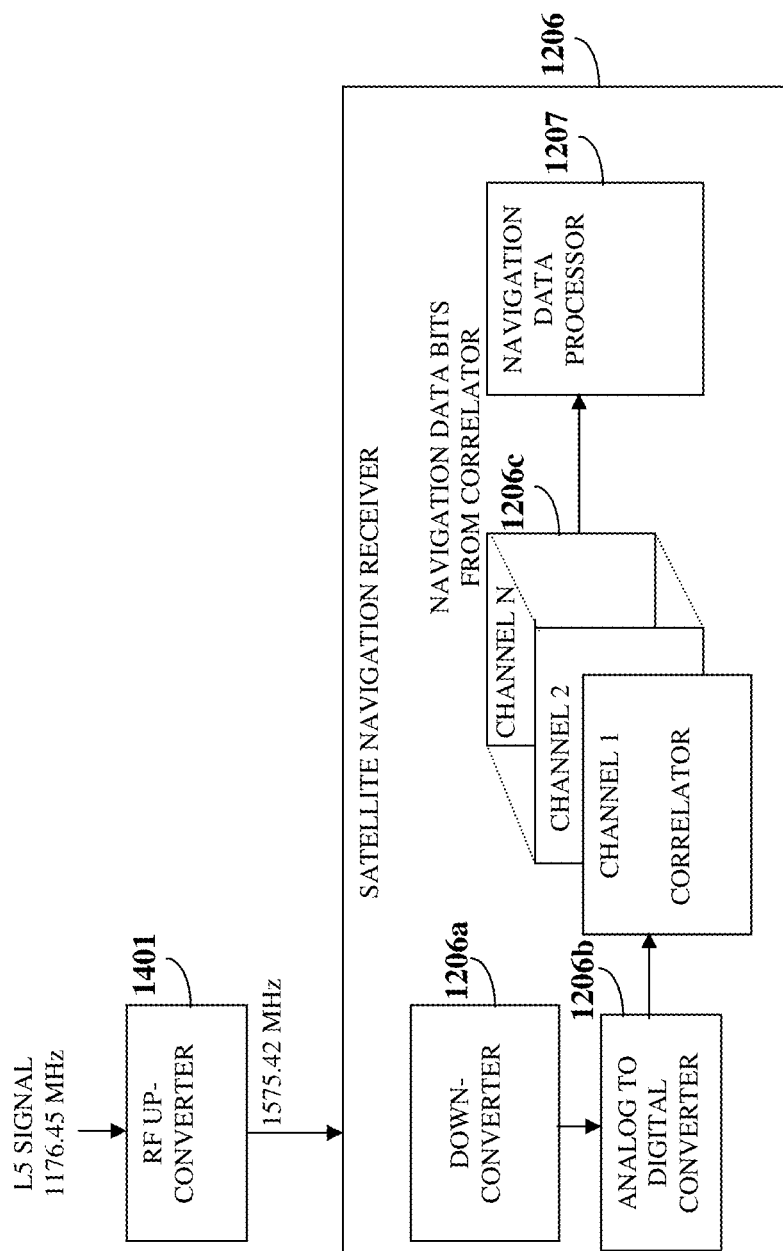 L5 SIGNAL
1176.45 MHz
RF UP-
CONVERTER
1401
1575.42 MHz
SATELLITE NAVIGATION RECEIVER
1206
DOWN-
CONVERTER
1206a
ANALOG TO
DIGITAL
CONVERTER
1206b
CHANNEL 1
CORRELATOR
CHANNEL 2
CHANNEL N
1206c
NAVIGATION DATA BITS
FROM CORRELATOR
NAVIGATION
DATA
PROCESSOR
1207